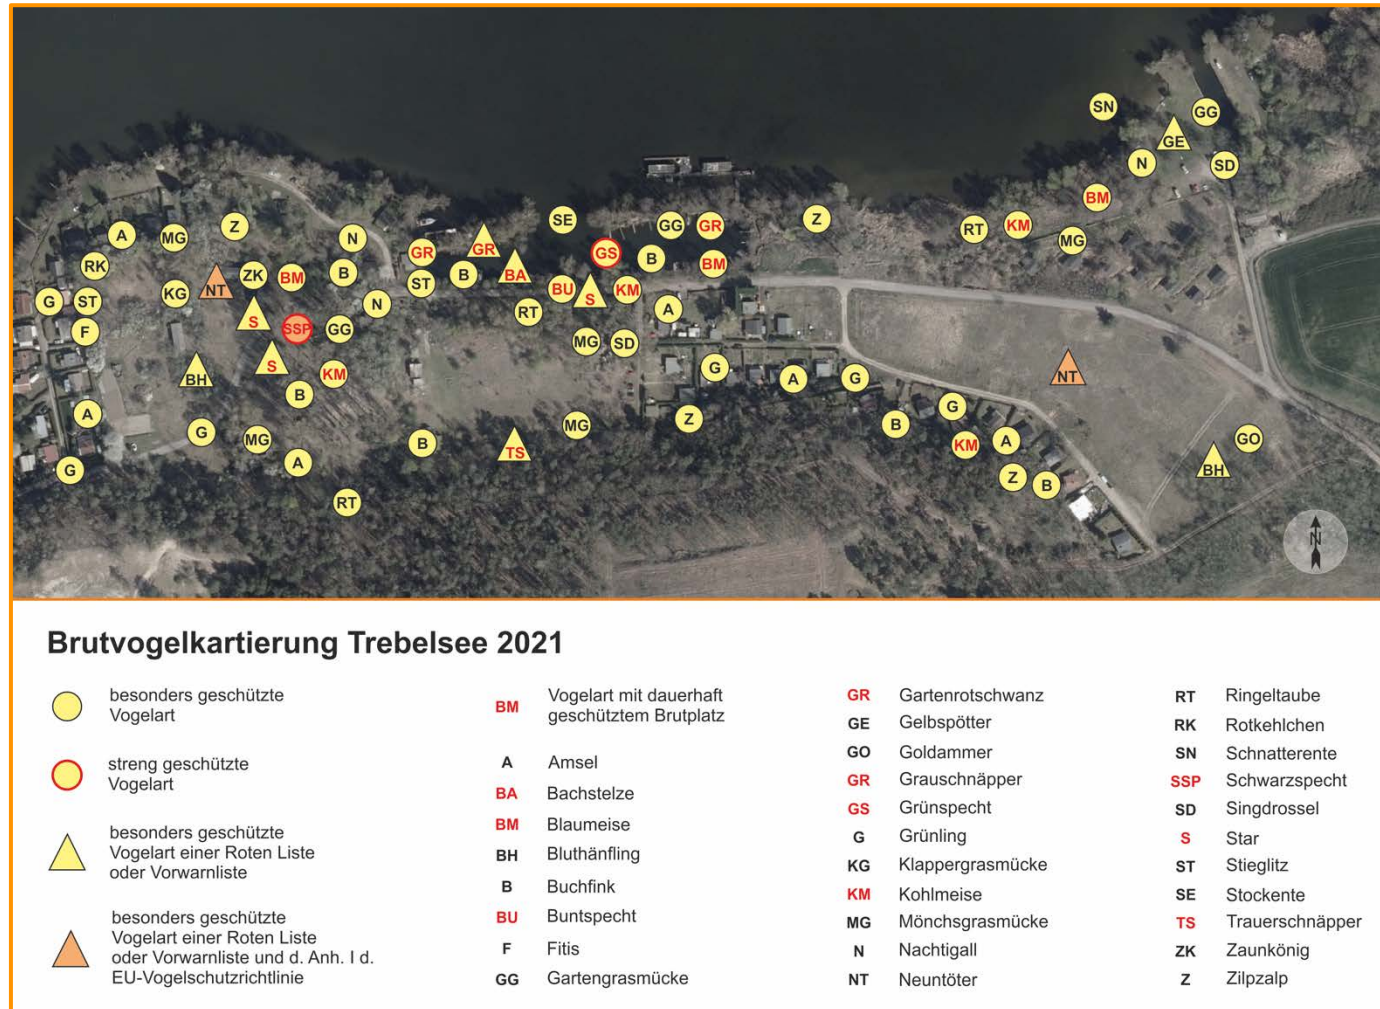 SN
GG
GE
N
SD
BM
SE
GG
GR
Z
RT
KM
MG
A
MG
Z
N
GR
GR
GS
B
BM
RK
KG
NT
ZK
BM
B
ST
B
BA
BU
S
KM
G
ST
N
RT
A
F
S
SSP
GG
MG
SD
BH
S
KM
G
A
G
NT
A
B
G
G
MG
Z
B
KM
A
GO
MG
A
B
TS
BH
G
Z
B
RT
N
Brutvogelkartierung Trebelsee 2021
besonders geschützte
Vogelart
streng geschützte
Vogelart
besonders geschützte
Vogelart einer Roten Liste
oder Vorwarnliste
besonders geschützte
Vogelart einer Roten Liste
oder Vorwarnliste und d. Anh. I d.
EU-Vogelschutzrichtlinie
BM Vogelart mit dauerhaft
geschütztem Brutplatz
A Amsel
BA Bachstelze
BM Blaumeise
BH Bluthänfling
B Buchfink
BU Buntspecht
F Fitis
GG Gartengrasmücke
GR Gartenrotschwanz
GE Gelbspötter
GO Goldammer
GR Grauschnäpper
GS Grünspecht
G Grünling
KG Klappergrasmücke
KM Kohlmeise
MG Mönchsgrasmücke
N Nachtigall
NT Neuntöter
RT Ringeltaube
RK Rotkehlchen
SN Schnatterente
SSP Schwarzspecht
SD Singdrossel
S Star
ST Stieglitz
SE Stockente
TS Trauerschnäpper
ZK Zaunkönig
Z Zilpzalp